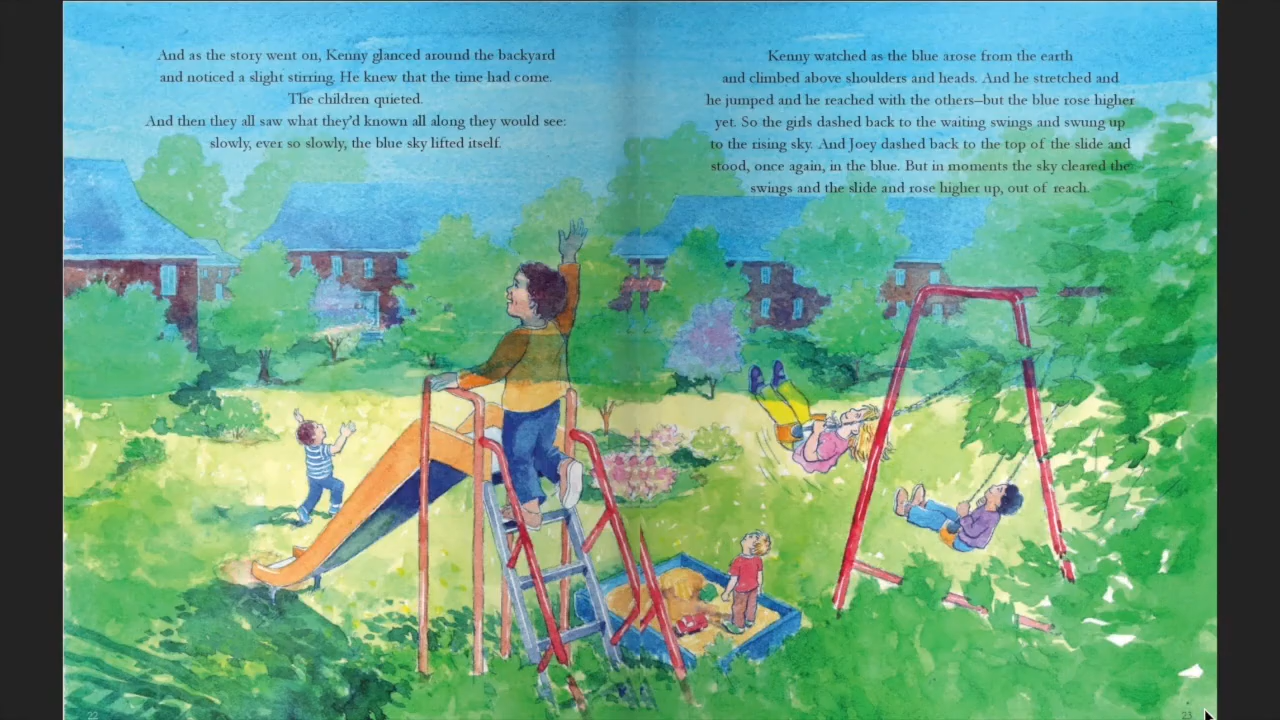 And as the story went on, Kenny glanced around the backyard
and noticed a slight stirring. He knew that the time had come.
The children quieted.
And then they all saw what they'd known all along they would see:
slowly, ever so slowly, the blue sky lifted itself.
Kenny watched as the blue arose from the earth
and climbed above shoulders and heads. And he stretched and
he jumped and he reached with the others—but the blue rose higher
yet. So the girls dashed back to the waiting swings and swung up
to the rising sky. And Joey dashed back to the top of the slide and
stood, once again, in the blue. But in moments the sky cleared the
swings and the slide and rose higher up, out of reach.
22
23